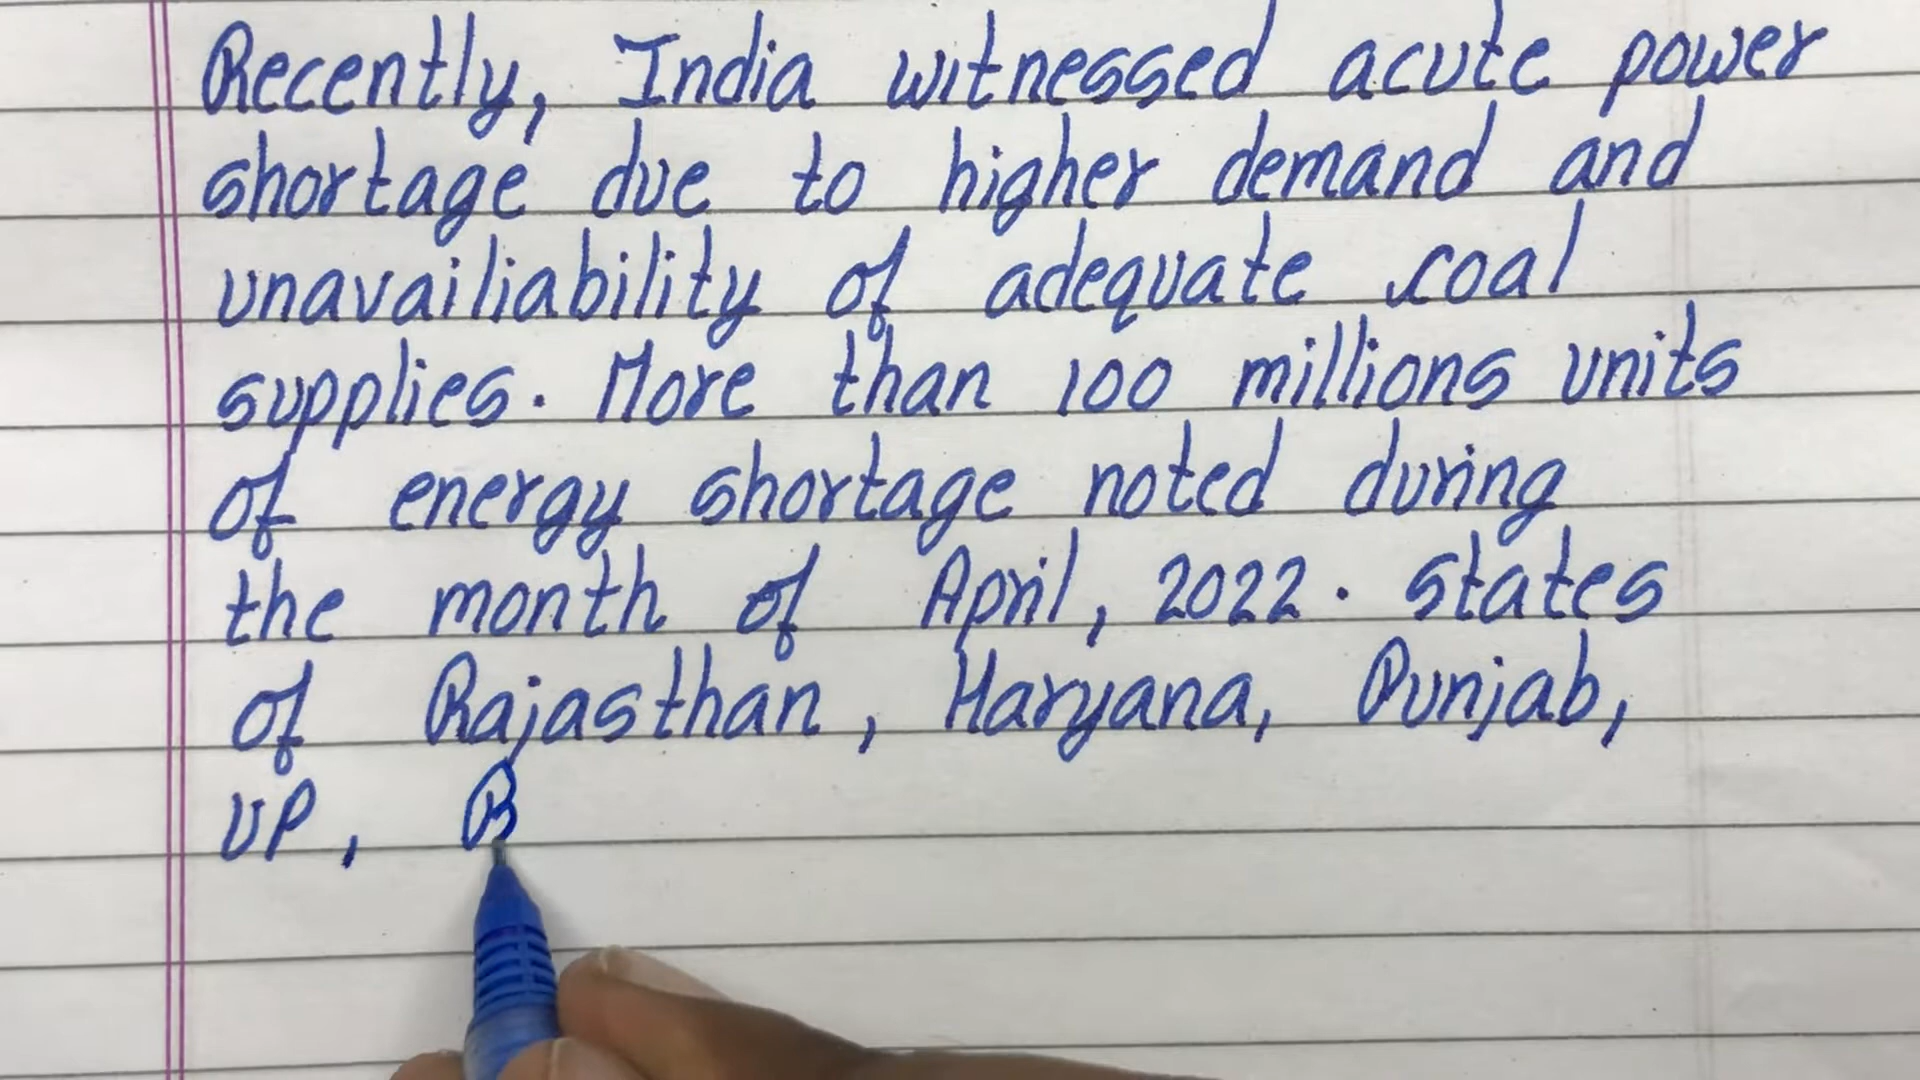 Recently, India witnessed acute power
shortage due to higher demand and
unavailiability of adequate coal
supplies. More than 100 millions units
of energy shortage noted during
the month of April, 2022. States
of Rajasthan, Haryana, Punjab,
UP, B